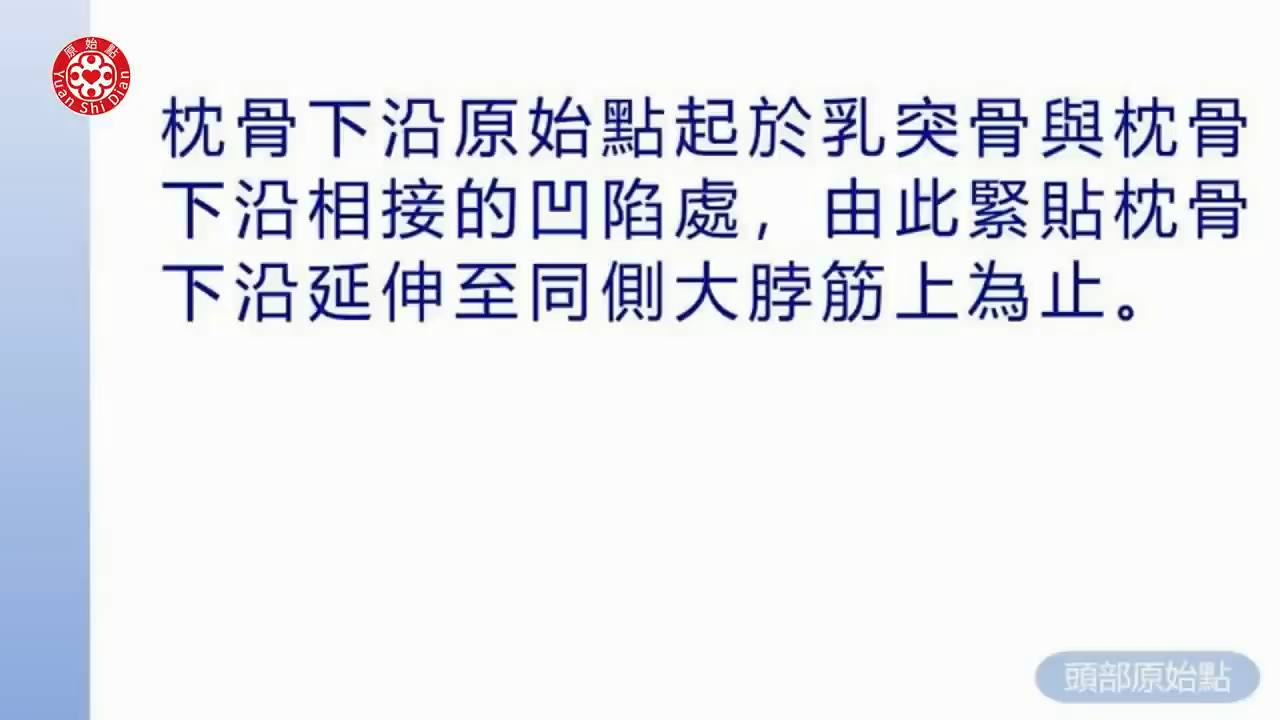 原始點
Yuan Shi Dian
枕骨下沿原始點起於乳突骨與枕骨
下沿相接的凹陷處，由此緊貼枕骨
下沿延伸至同側大脖筋上為止。
頭部原始點